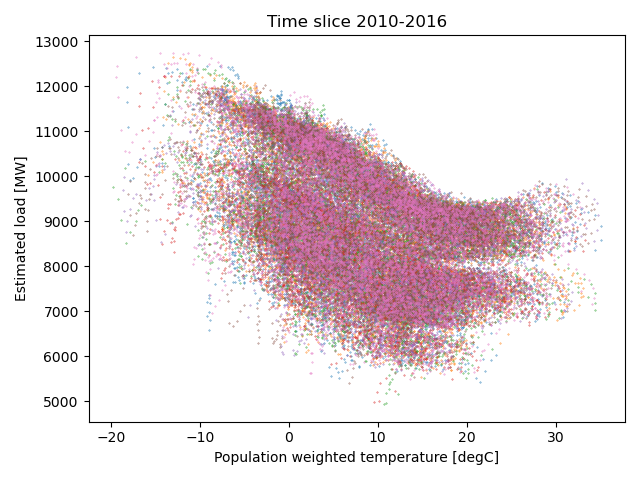 Time slice 2010-2016
13000
12000
11000
10000
9000
8000
7000
6000
5000
Estimated load [MW]
−20 −10 0 10 20 30
Population weighted temperature [degC]